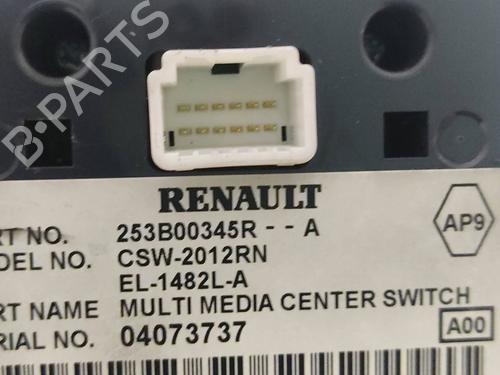 B-PARTS
RENAULT
RT NO. 253B00345R - - A
DEL NO. CSW-2012RN
EL-1482L-A
RT NAME MULTI MEDIA CENTER SWITCH
RIAL NO. 04073737
AP9
A00